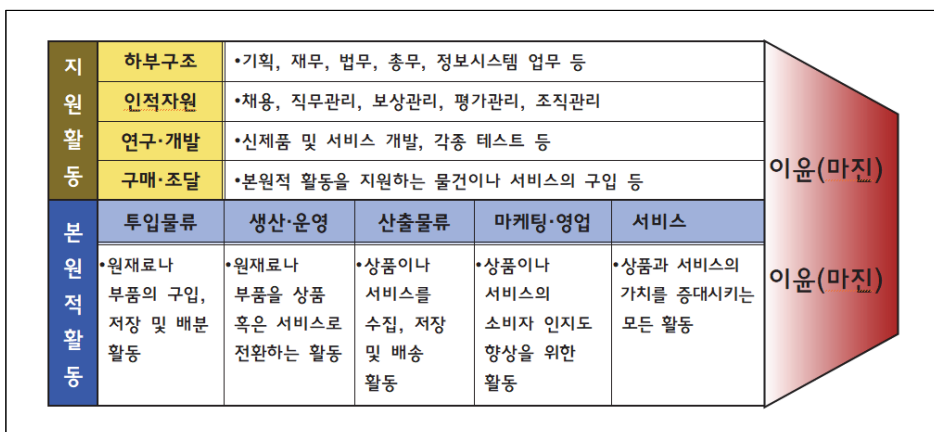 지원활동
하부구조
•기획, 재무, 법무, 총무, 정보시스템 업무 등
인적자원
•채용, 직무관리, 보상관리, 평가관리, 조직관리
연구·개발
•신제품 및 서비스 개발, 각종 테스트 등
구매·조달
•본원적 활동을 지원하는 물건이나 서비스의 구입 등
본원적활동
투입물류
생산·운영
산출물류
마케팅·영업
서비스
•원재료나
부품의 구입,
저장 및 배분
활동
•원재료나
부품을 상품
혹은 서비스로
전환하는 활동
•상품이나
서비스를
수집, 저장
및 배송
활동
•상품이나
서비스의
소비자 인지도
향상을 위한
활동
•상품과 서비스의
가치를 증대시키는
모든 활동
이윤(마진)
이윤(마진)